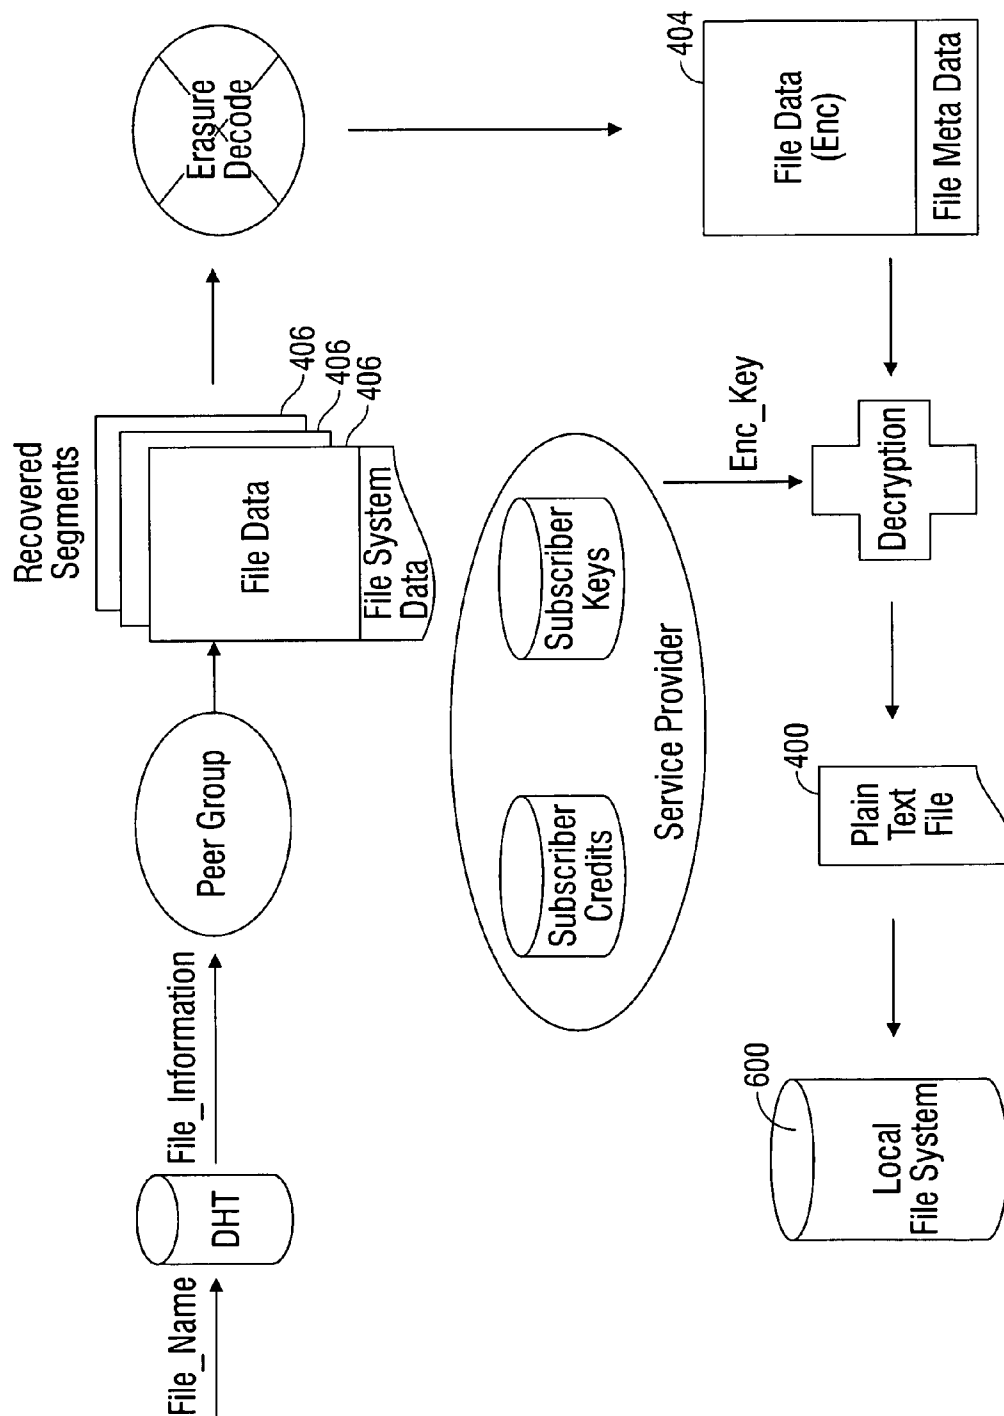 File_Name
DHT
File_Information
Peer Group
Recovered
Segments
File Data
File System
Data
406
406
406
Erasure
Decode
Subscriber
Credits
Subscriber
Keys
Service Provider
Enc_Key
404
File Data
(Enc)
File Meta Data
Decryption
400
Plain
Text
File
600
Local
File System